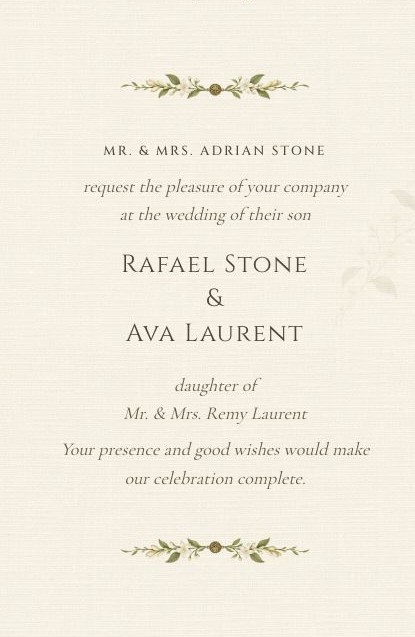 MR. & MRS. ADRIAN STONE
request the pleasure of your company
at the wedding of their son
RAFAEL STONE
&
AVA LAURENT
daughter of
Mr. & Mrs. Remy Laurent
Your presence and good wishes would make
our celebration complete.